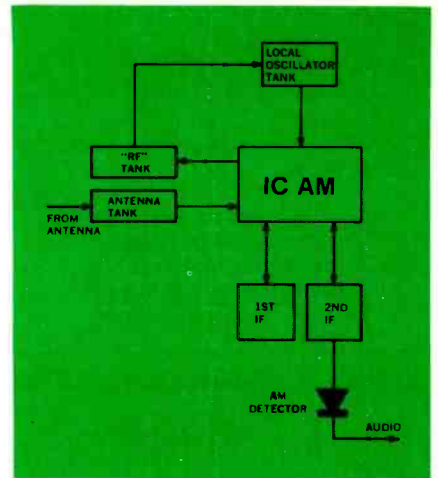 LOCAL
OSCILLATOR
TANK
"RF"
TANK
IC AM
ANTENNA
TANK
FROM
ANTENNA
1ST
IF
2ND
IF
AM
DETECTOR
AUDIO